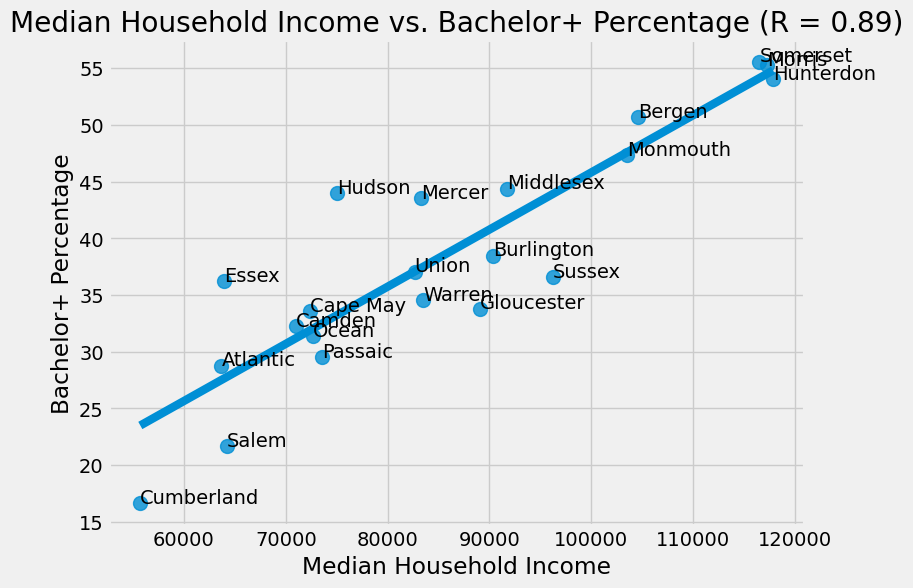 Median Household Income vs. Bachelor+ Percentage (R = 0.89)
Somerset
Morris
Hunterdon
Bergen
Monmouth
Middlesex
Hudson
Mercer
Burlington
Union
Sussex
Essex
Warren
Gloucester
Cape May
Camden
Ocean
Passaic
Atlantic
Salem
Cumberland
55
50
45
40
35
30
25
20
15
Bachelor+ Percentage
60000 70000 80000 90000 100000 110000 120000
Median Household Income